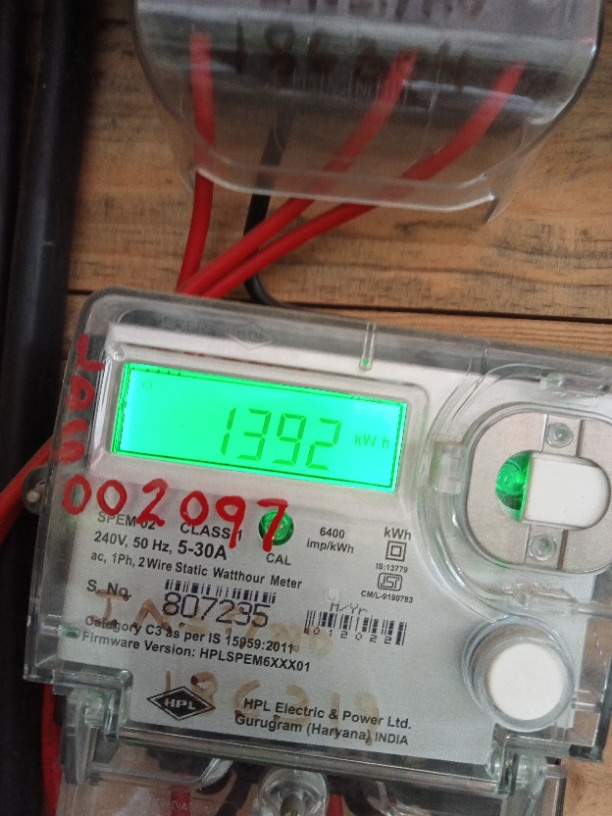 1392 kWh
002097
SPEM 02 CLASS 1
6400
imp/kWh
kWh
240V, 50 Hz, 5-30A
CAL
IS:13779
ac, 1Ph, 2Wire Static Watthour Meter
CM/L-9190783
S. No.
807235
M/Yr
Category C3 as per IS 15959:2011
Firmware Version: HPLSPEM6XXX01
HPL
HPL Electric & Power Ltd.
Gurugram (Haryana) INDIA